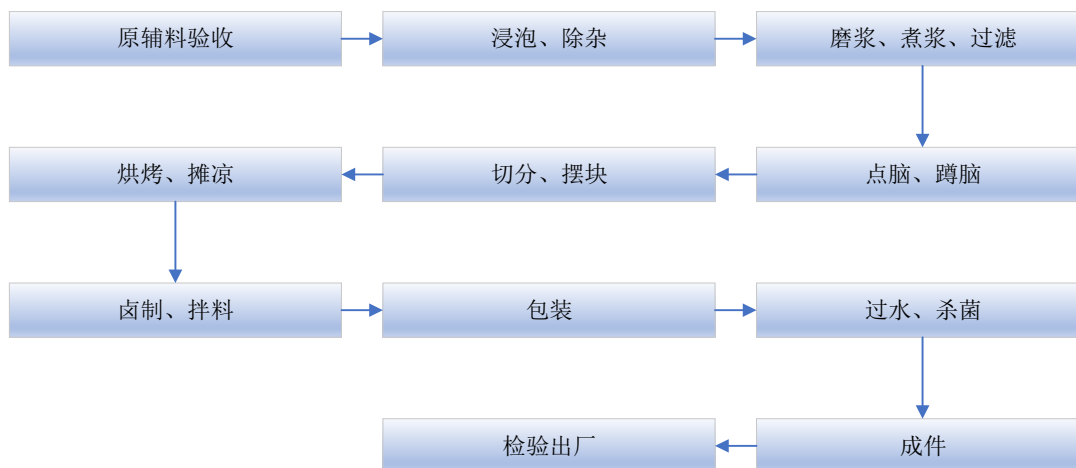 原辅料验收
浸泡、除杂
磨浆、煮浆、过滤
点脑、蹲脑
切分、摆块
烘烤、摊凉
卤制、拌料
包装
过水、杀菌
成件
检验出厂